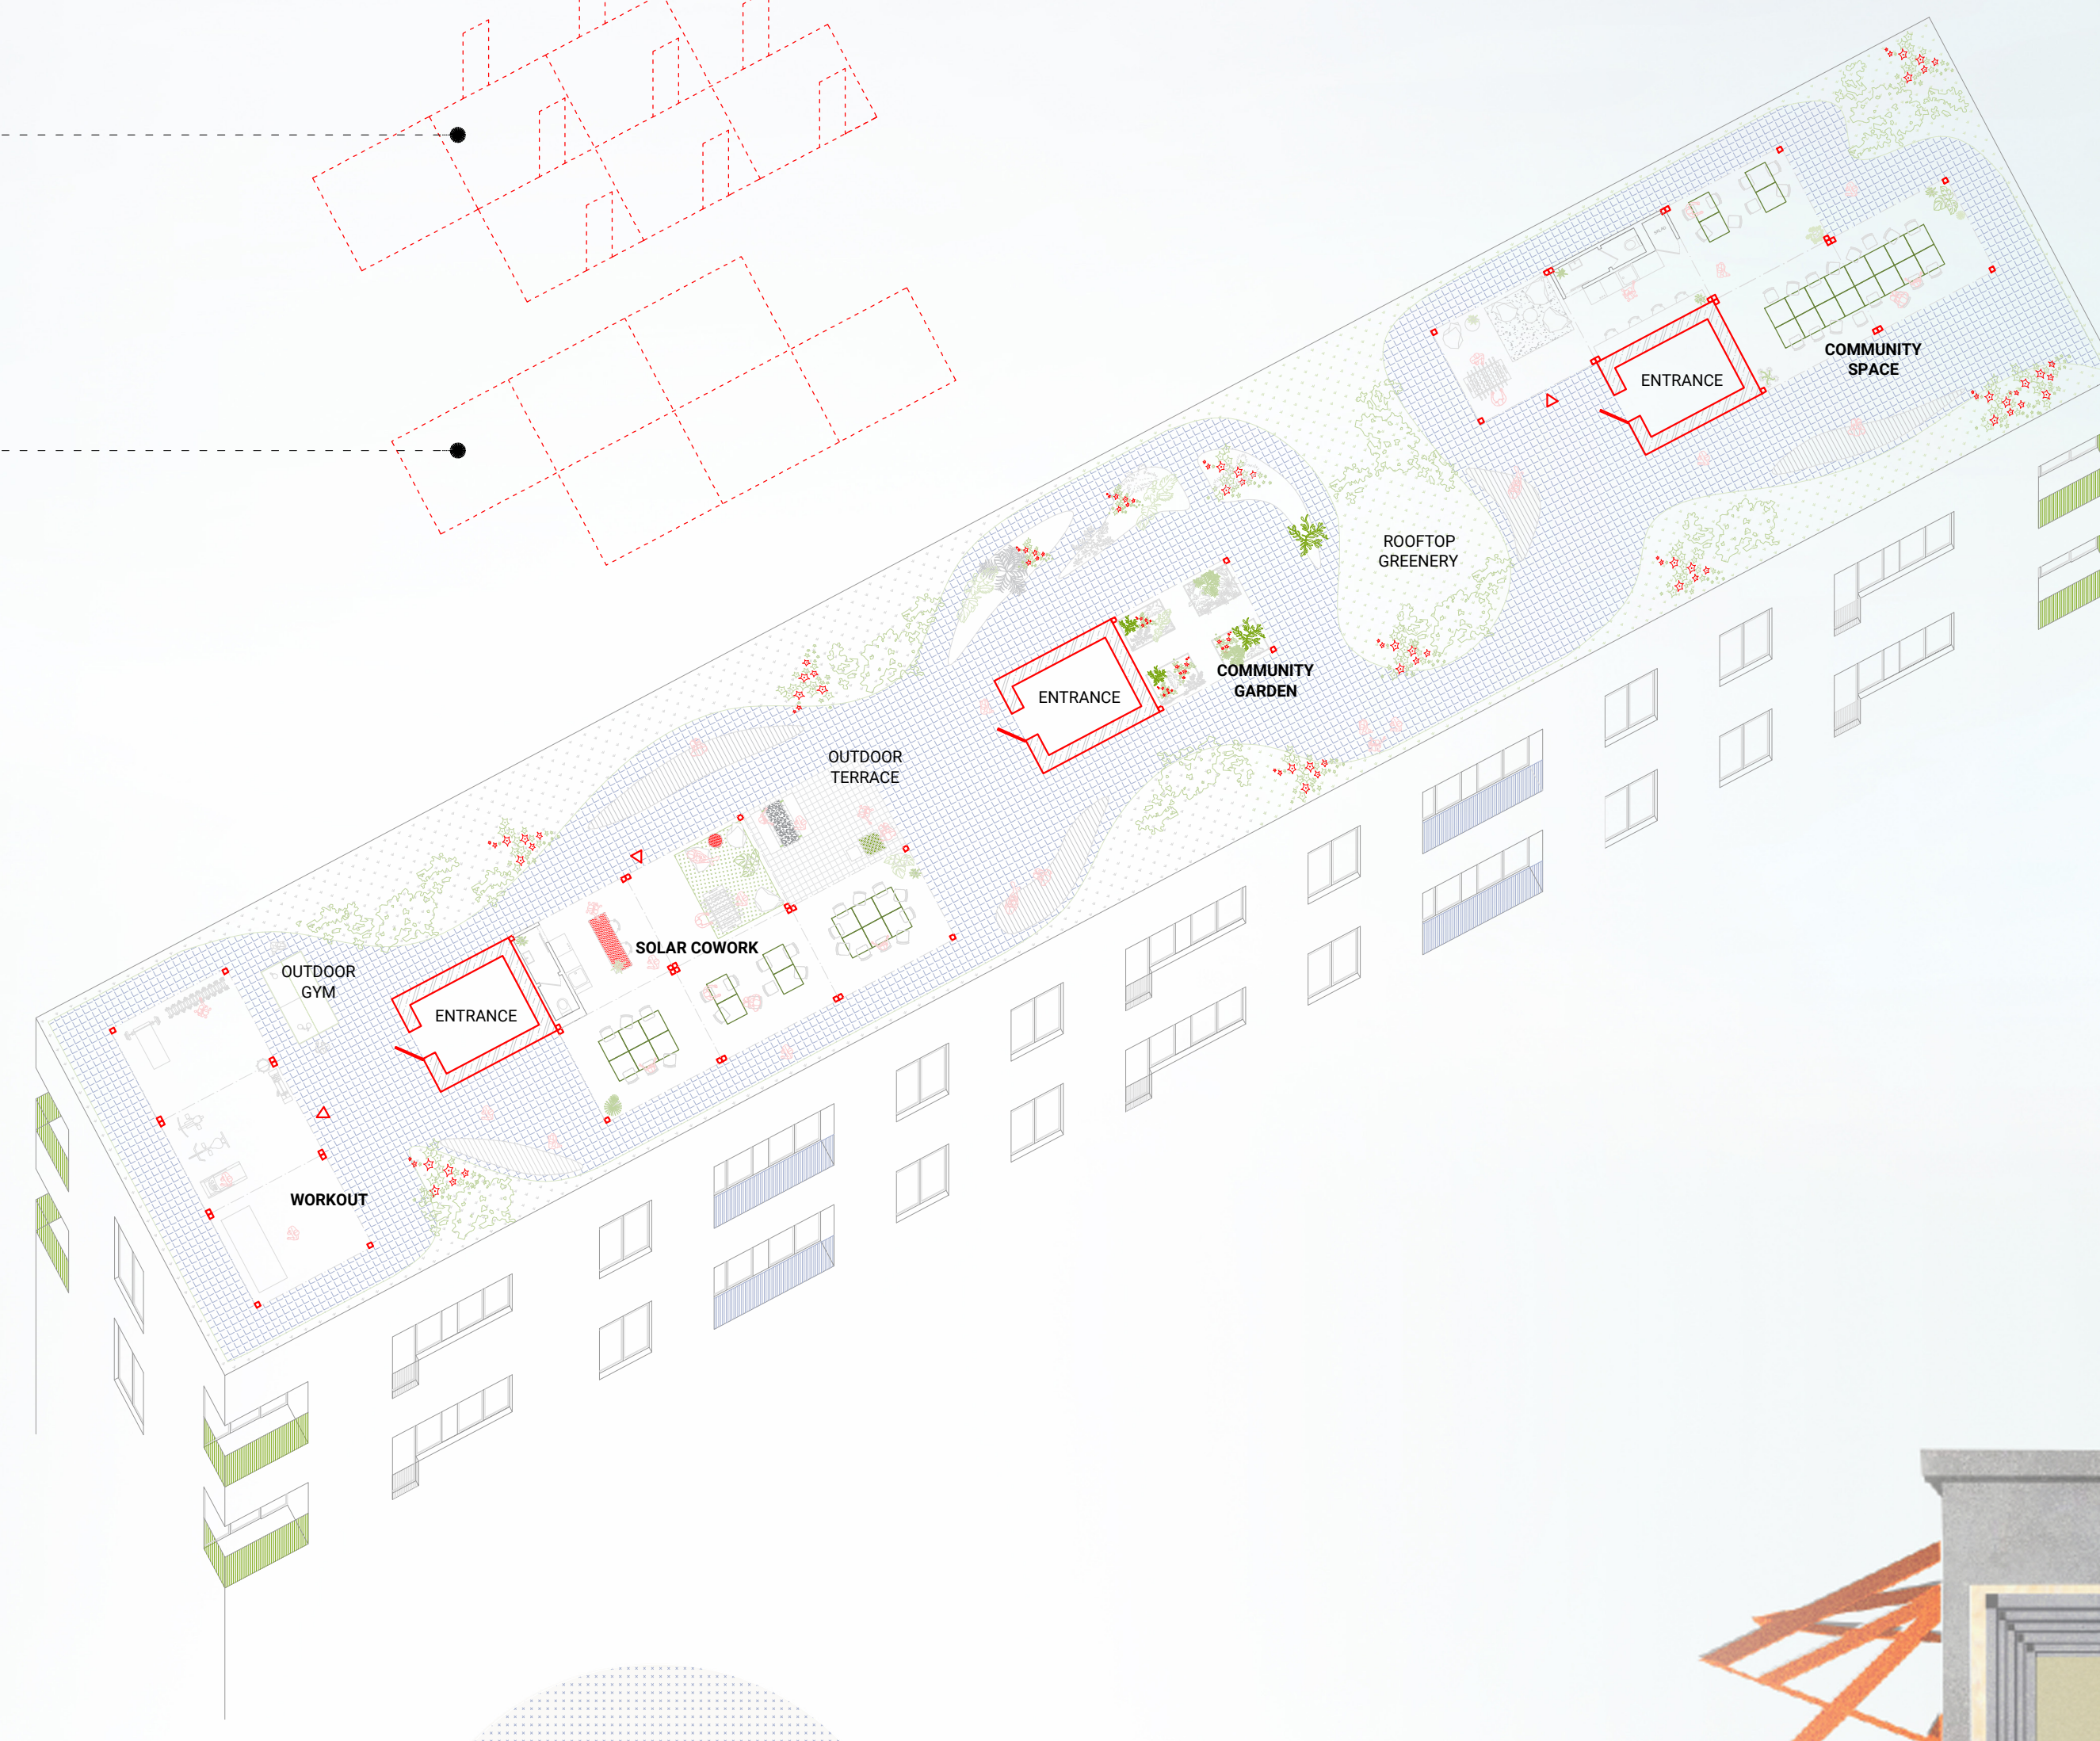 COMMUNITY
SPACE
ENTRANCE
ROOFTOP
GREENERY
COMMUNITY
GARDEN
ENTRANCE
OUTDOOR
TERRACE
SOLAR COWORK
OUTDOOR
GYM
ENTRANCE
WORKOUT